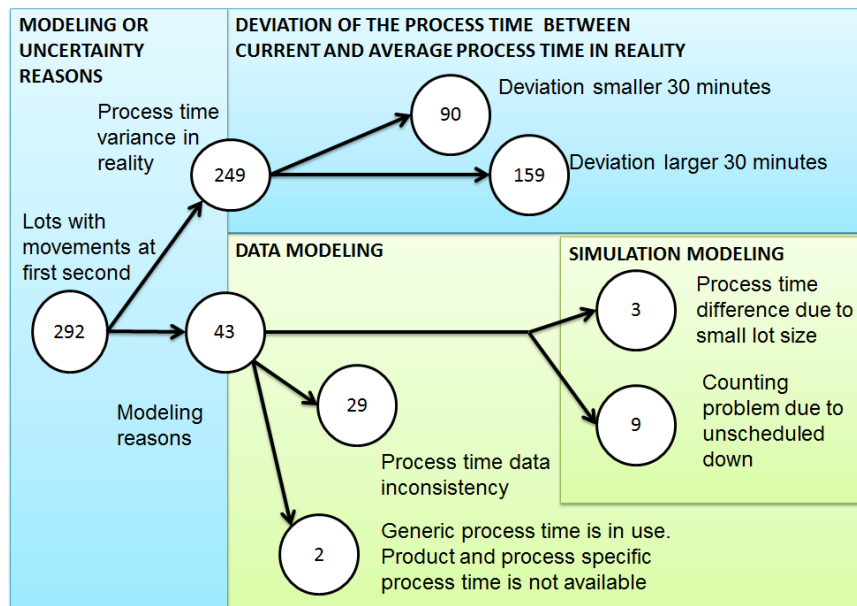 MODELING OR
UNCERTAINTY
REASONS
DEVIATION OF THE PROCESS TIME BETWEEN
CURRENT AND AVERAGE PROCESS TIME IN REALITY
Process time
variance in
reality
249
90
Deviation smaller 30 minutes
159
Deviation larger 30 minutes
Lots with
movements at
first second
292
43
Modeling
reasons
DATA MODELING
29
Process time data
inconsistency
2
Generic process time is in use.
Product and process specific
process time is not available
SIMULATION MODELING
3
Process time
difference due to
small lot size
9
Counting
problem due to
unscheduled
down